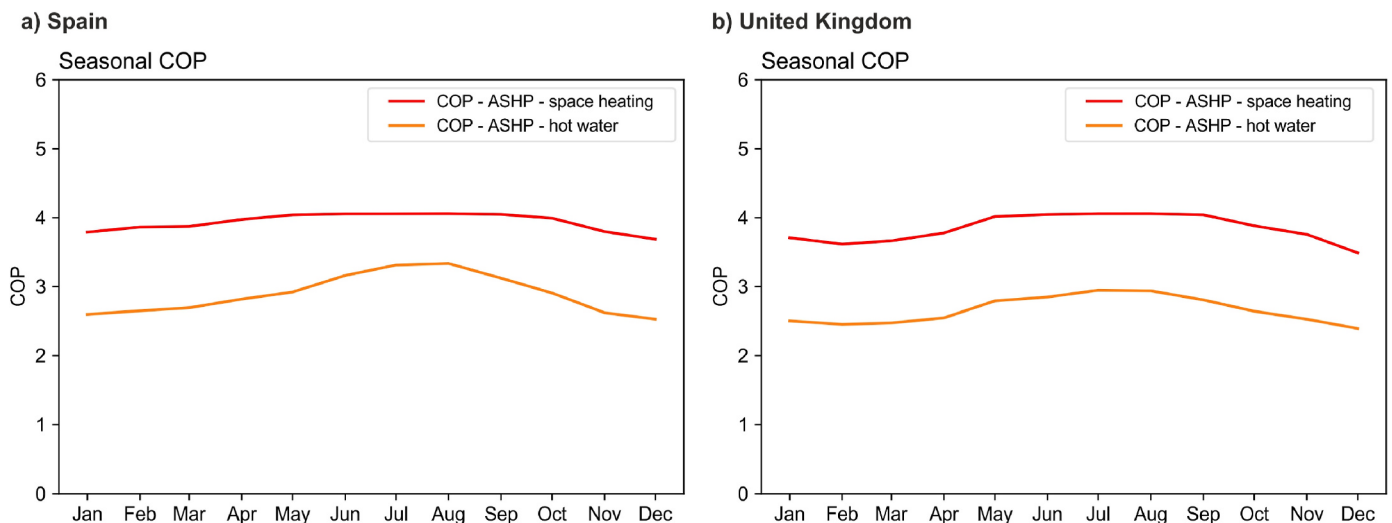 a) Spain
Seasonal COP
COP - ASHP - space heating
COP - ASHP - hot water
COP
6
5
4
3
2
1
0
Jan Feb Mar Apr May Jun Jul Aug Sep Oct Nov Dec
b) United Kingdom
Seasonal COP
COP - ASHP - space heating
COP - ASHP - hot water
COP
6
5
4
3
2
1
0
Jan Feb Mar Apr May Jun Jul Aug Sep Oct Nov Dec